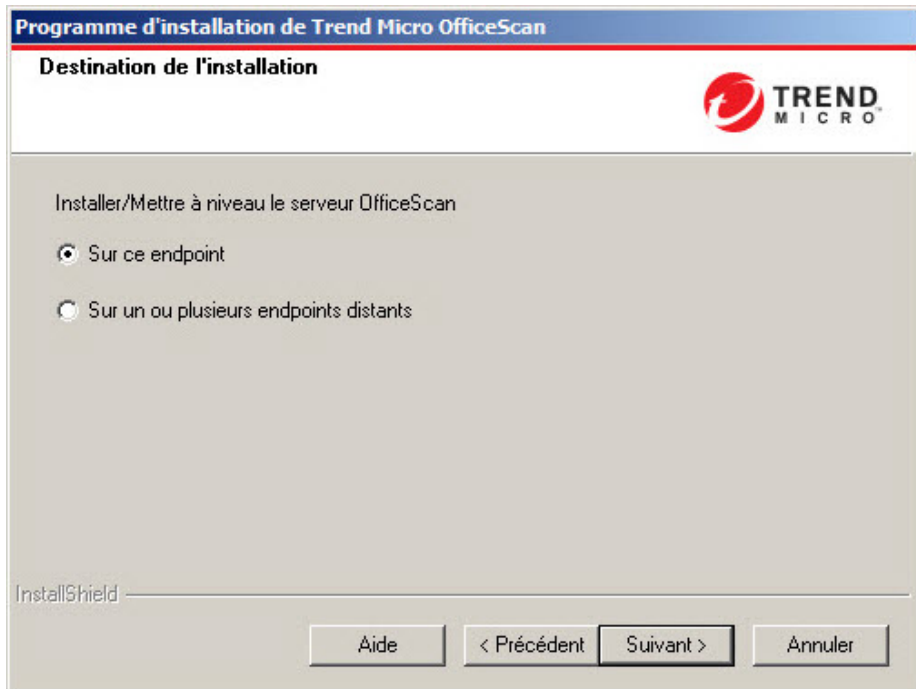 Programme d'installation de Trend Micro OfficeScan
Destination de l'installation
TREND
MICRO™
Installer/Mettre à niveau le serveur OfficeScan
Sur ce endpoint
Sur un ou plusieurs endpoints distants
InstallShield
Aide
< Précédent
Suivant >
Annuler